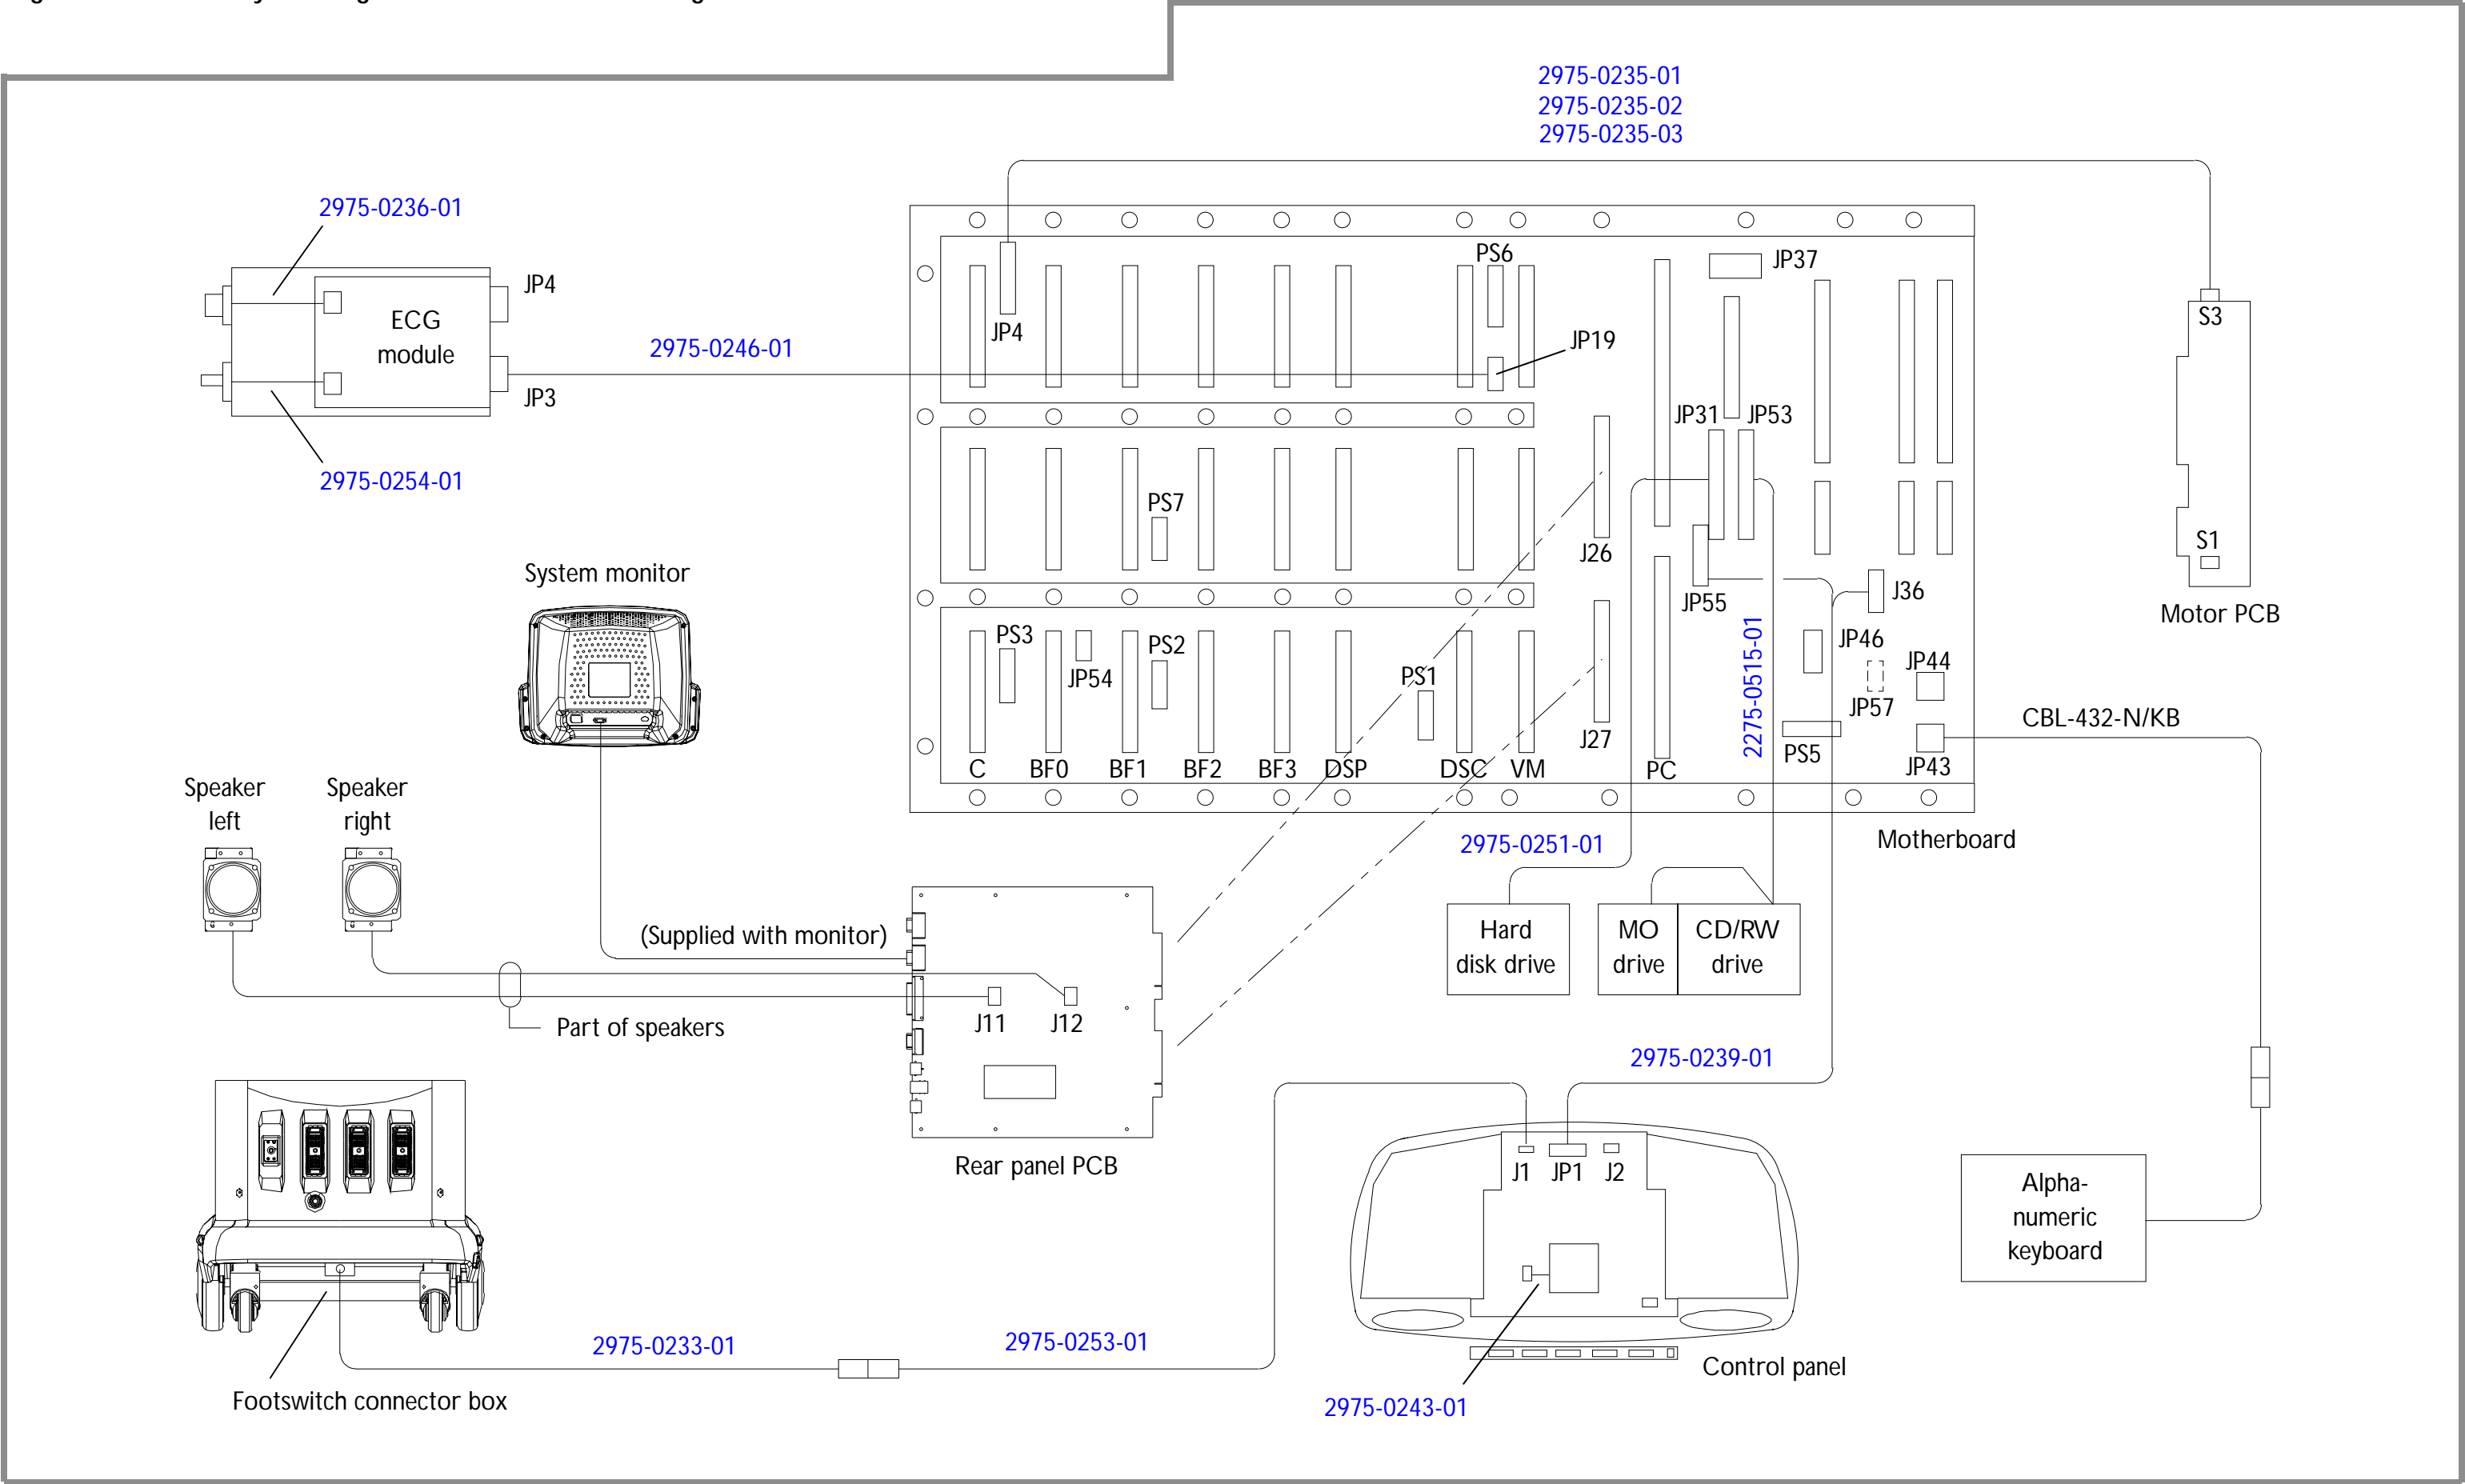 2975-0235-01
2975-0235-02
2975-0235-03
2975-0236-01
JP4
ECG
module
JP3
2975-0246-01
2975-0254-01
JP4
PS6
JP37
JP19
JP31
JP53
S3
S1
Motor PCB
PS7
J26
JP55
J36
PS3
JP54
PS2
PS1
J27
2275-0515-01
JP46
JP57
JP44
PS5
JP43
C
BF0
BF1
BF2
BF3
DSP
DSC
VM
PC
CBL-432-N/KB
Motherboard
System monitor
Speaker
left
Speaker
right
(Supplied with monitor)
Part of speakers
J11
J12
Rear panel PCB
2975-0251-01
Hard
disk drive
MO
drive
CD/RW
drive
2975-0239-01
J1
JP1
J2
Alpha-
numeric
keyboard
2975-0233-01
2975-0253-01
Footswitch connector box
Control panel
2975-0243-01